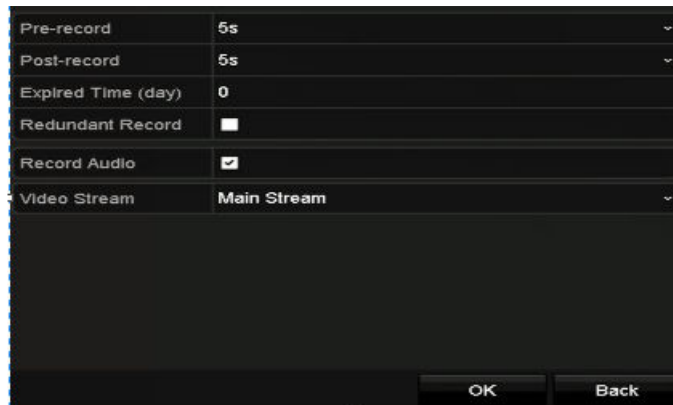 Pre-record 5s
Post-record 5s
Expired Time (day) 0
Redundant Record
Record Audio
Video Stream Main Stream
OK Back